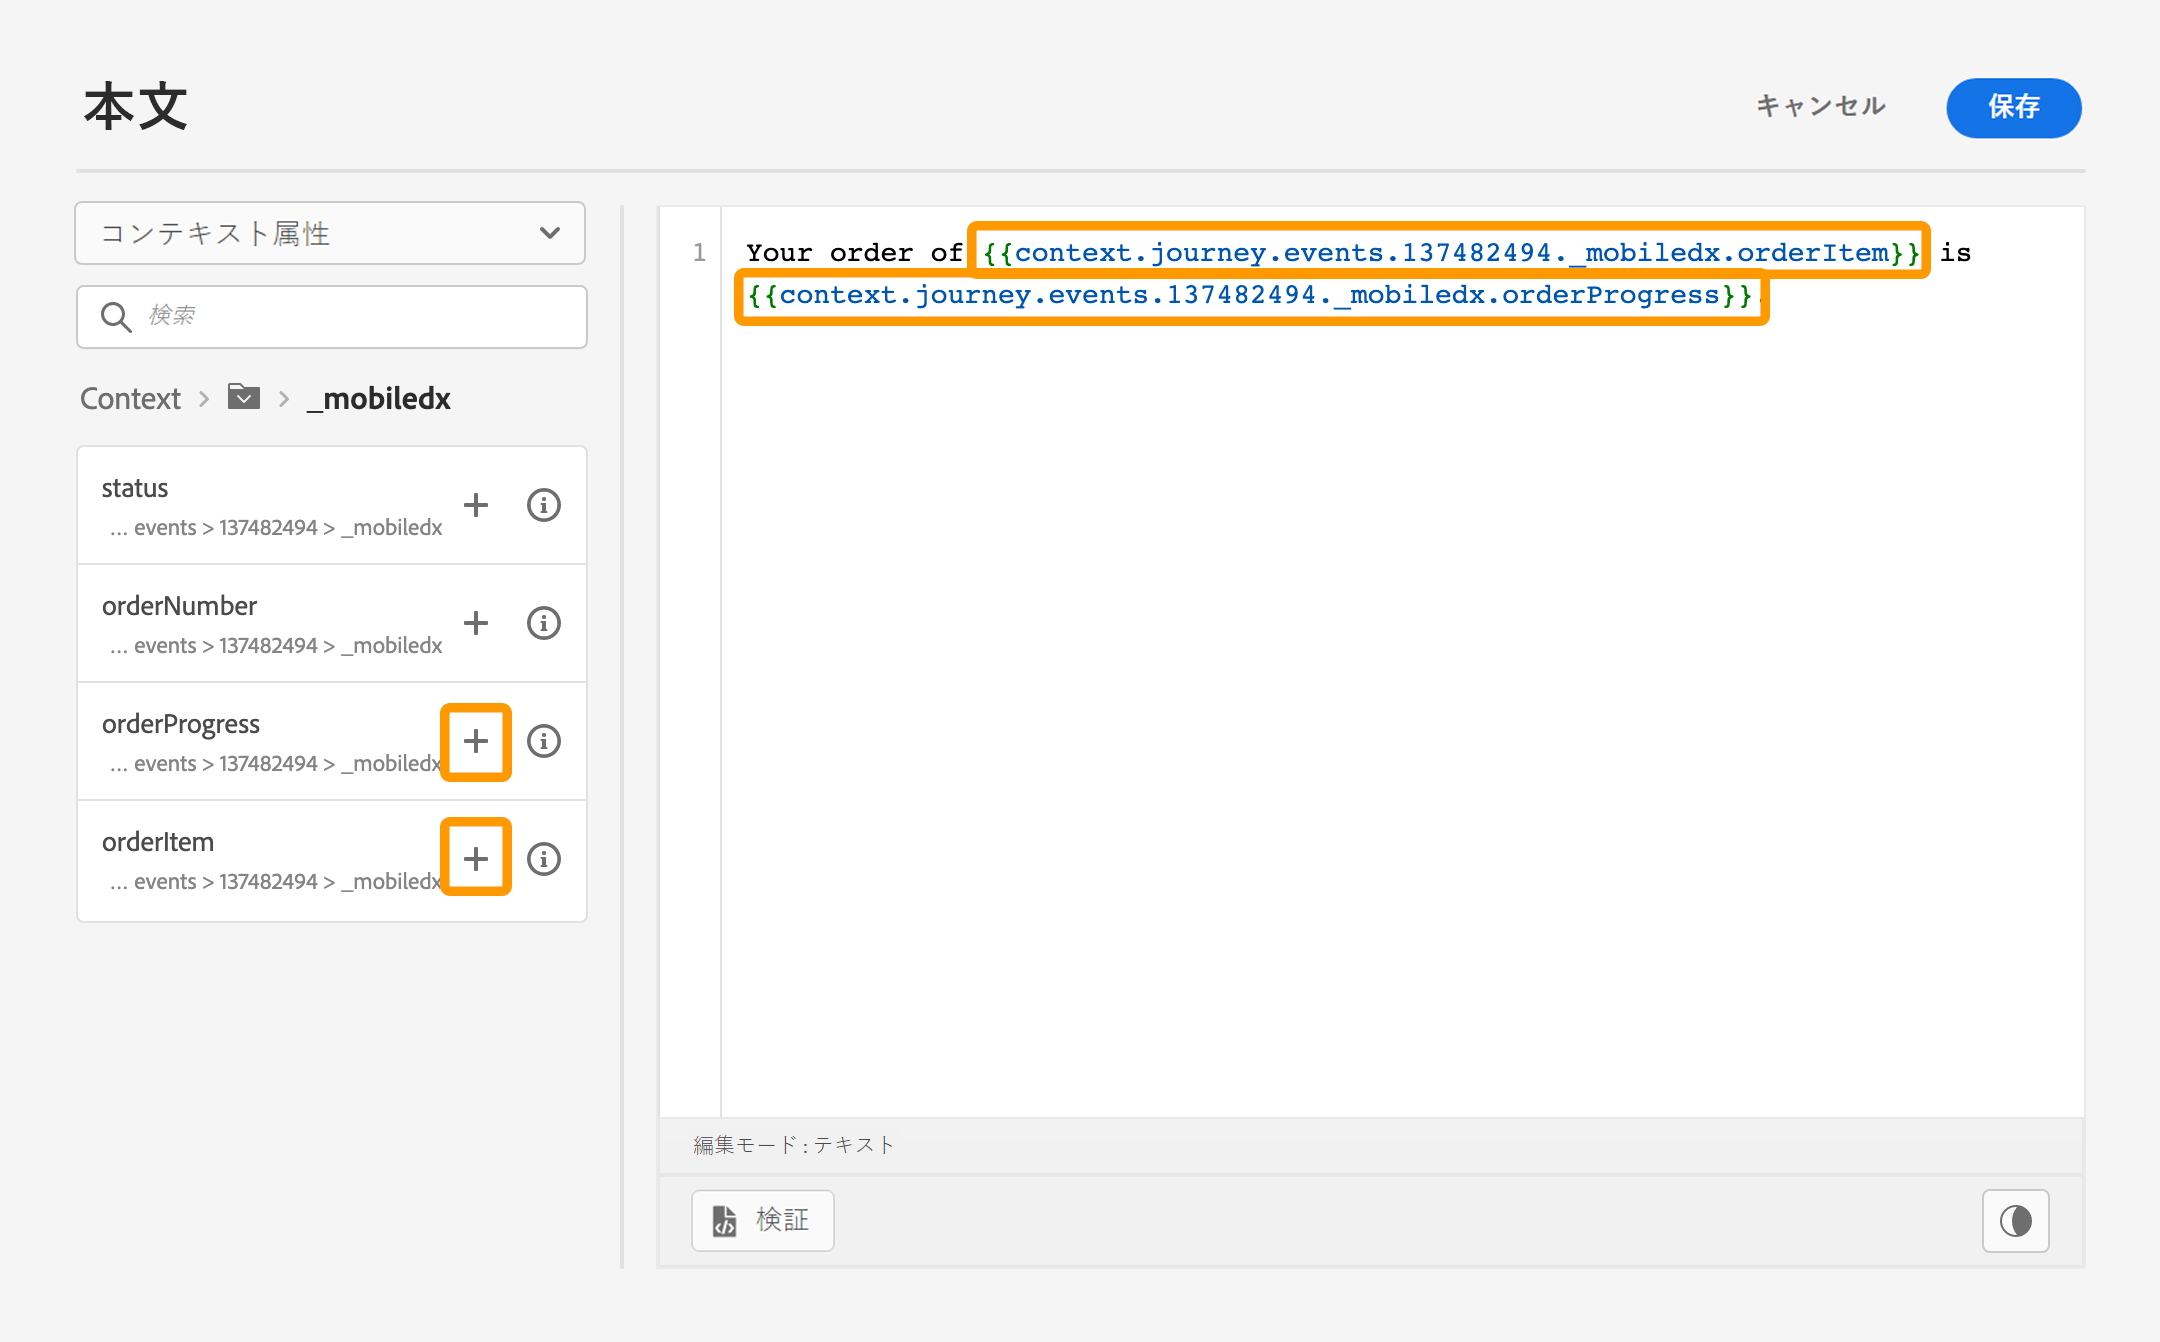 本文
キャンセル
保存
コンテキスト属性
検索
Context > > _mobiledx
status
... events > 137482494 > _mobiledx
orderNumber
... events > 137482494 > _mobiledx
orderProgress
... events > 137482494 > _mobiledx
orderItem
... events > 137482494 > _mobiledx
1 Your order of {{context.journey.events.137482494._mobiledx.orderItem}} is
{{context.journey.events.137482494._mobiledx.orderProgress}}.
編集モード : テキスト
検証